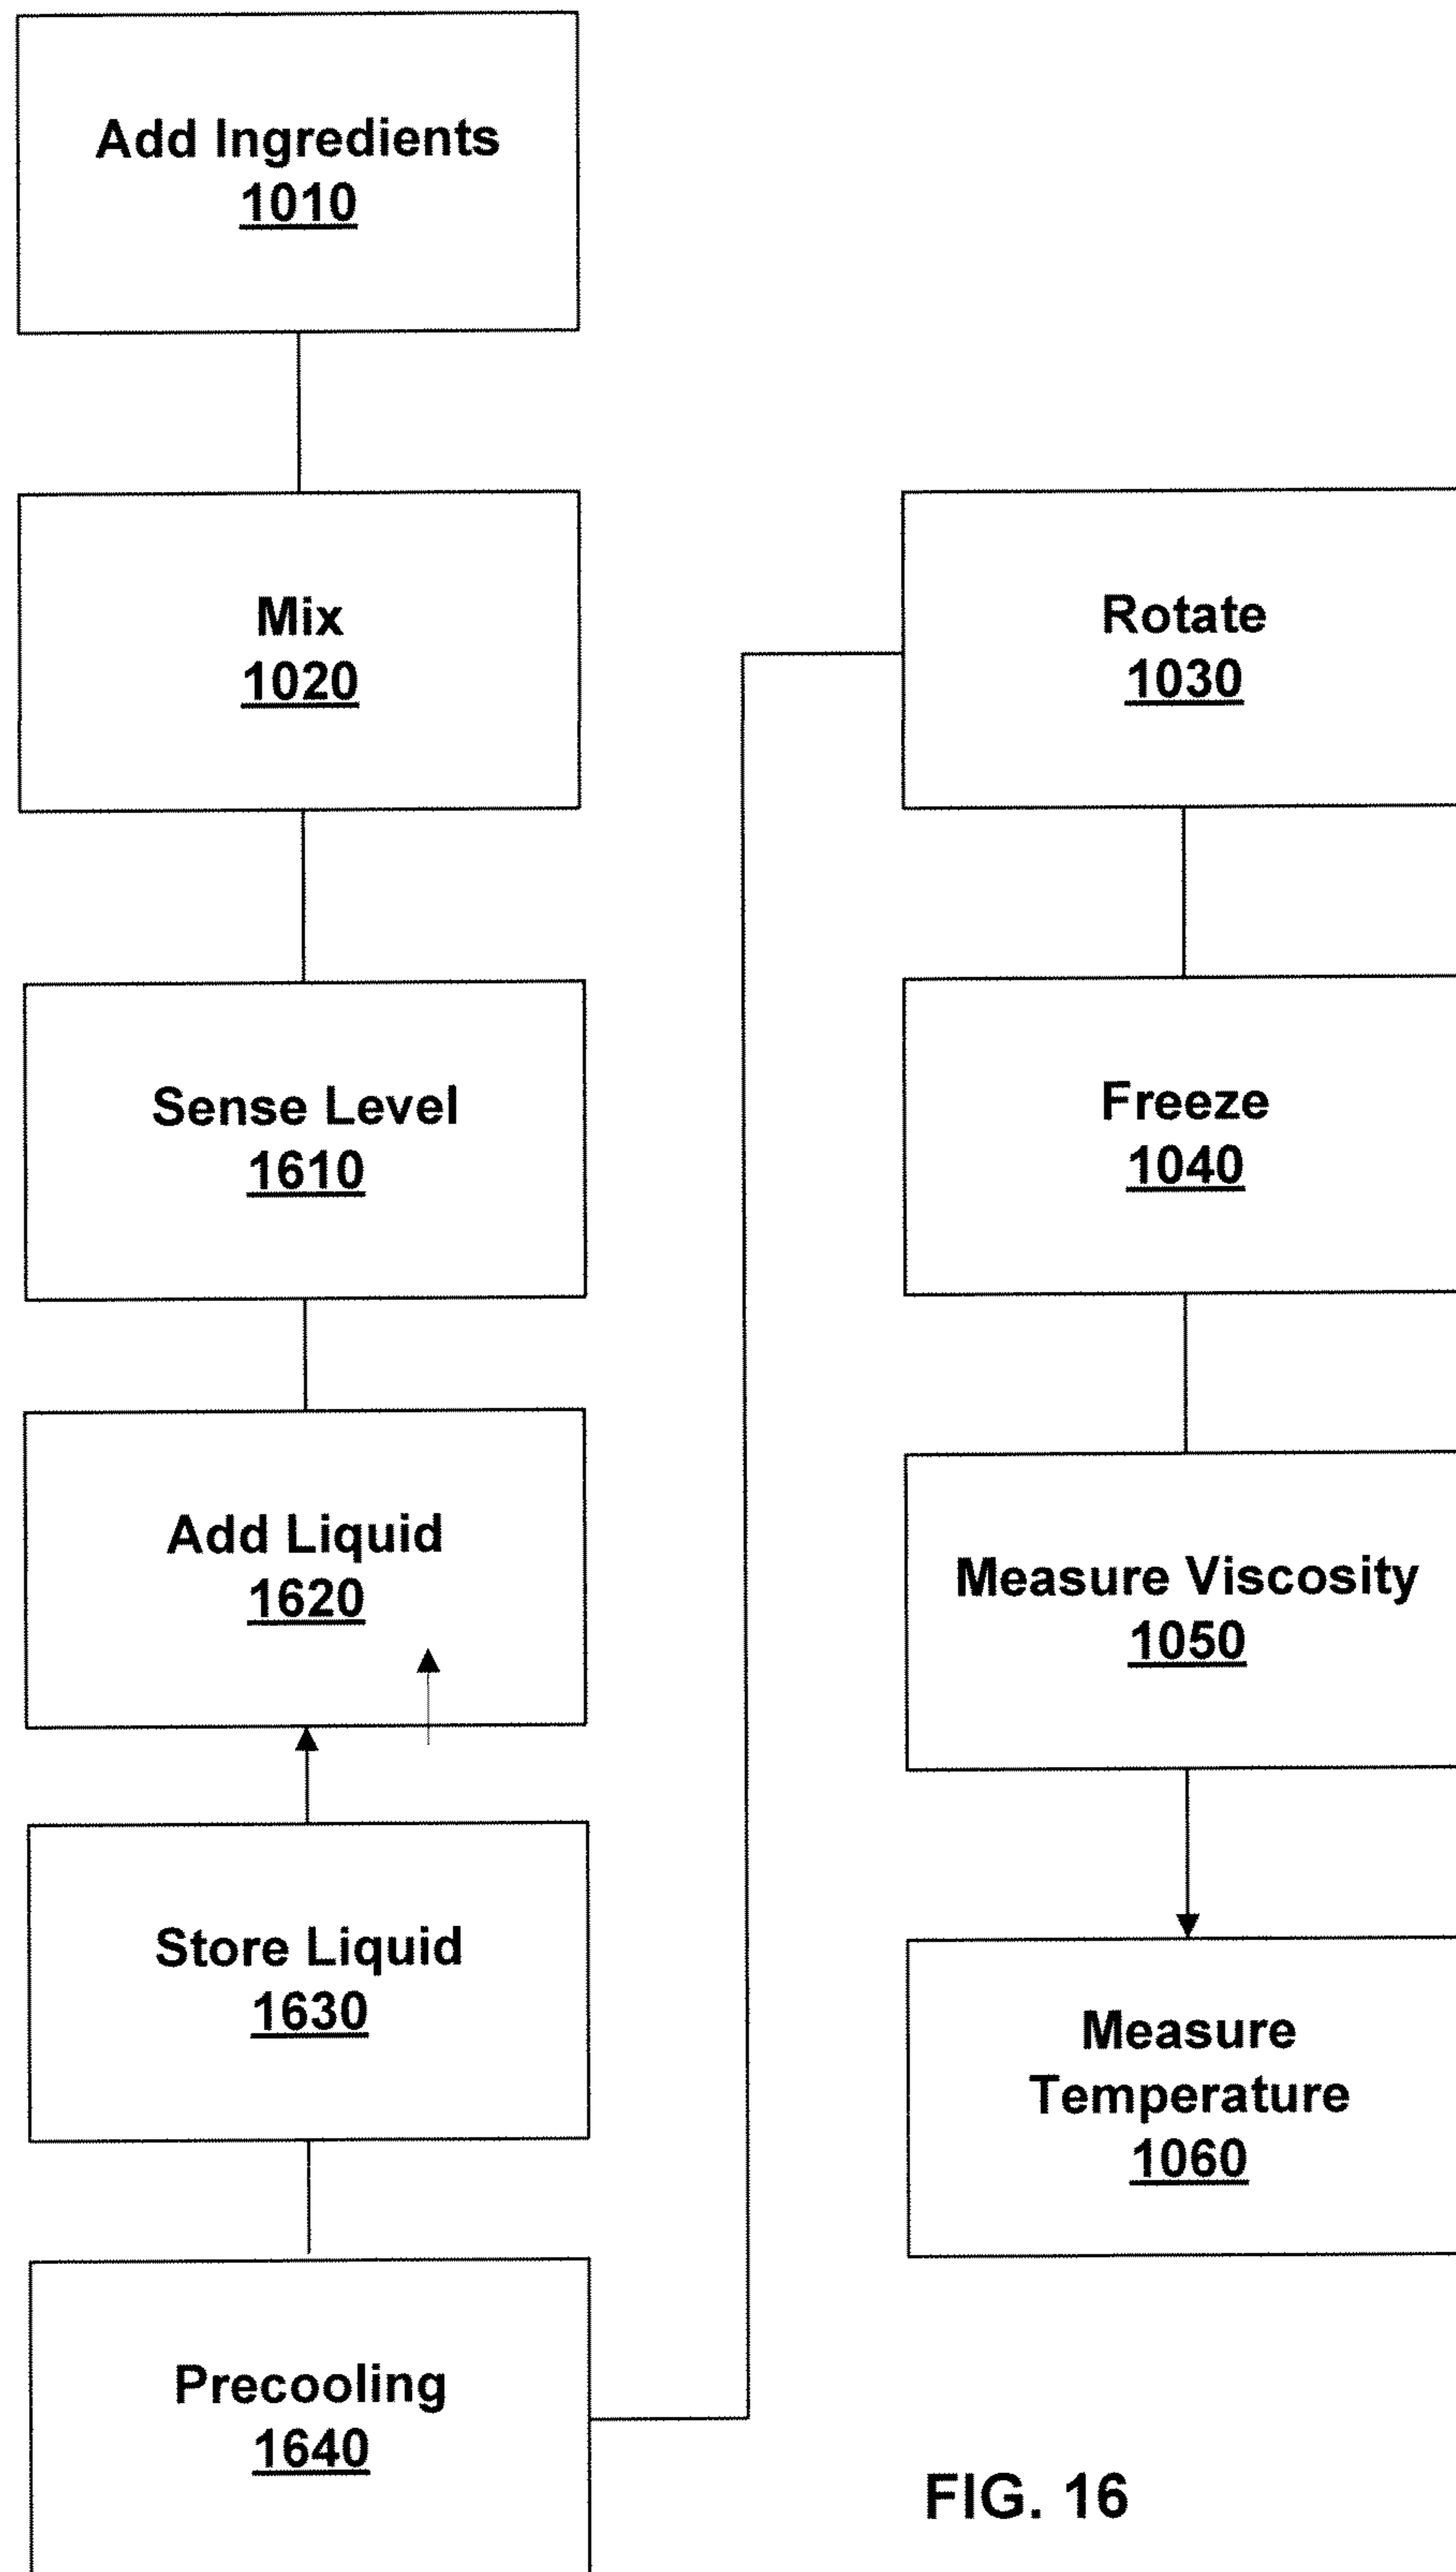 Add Ingredients
1010
Mix
1020
Sense Level
1610
Add Liquid
1620
Store Liquid
1630
Precooling
1640
Rotate
1030
Freeze
1040
Measure Viscosity
1050
Measure
Temperature
1060
FIG. 16